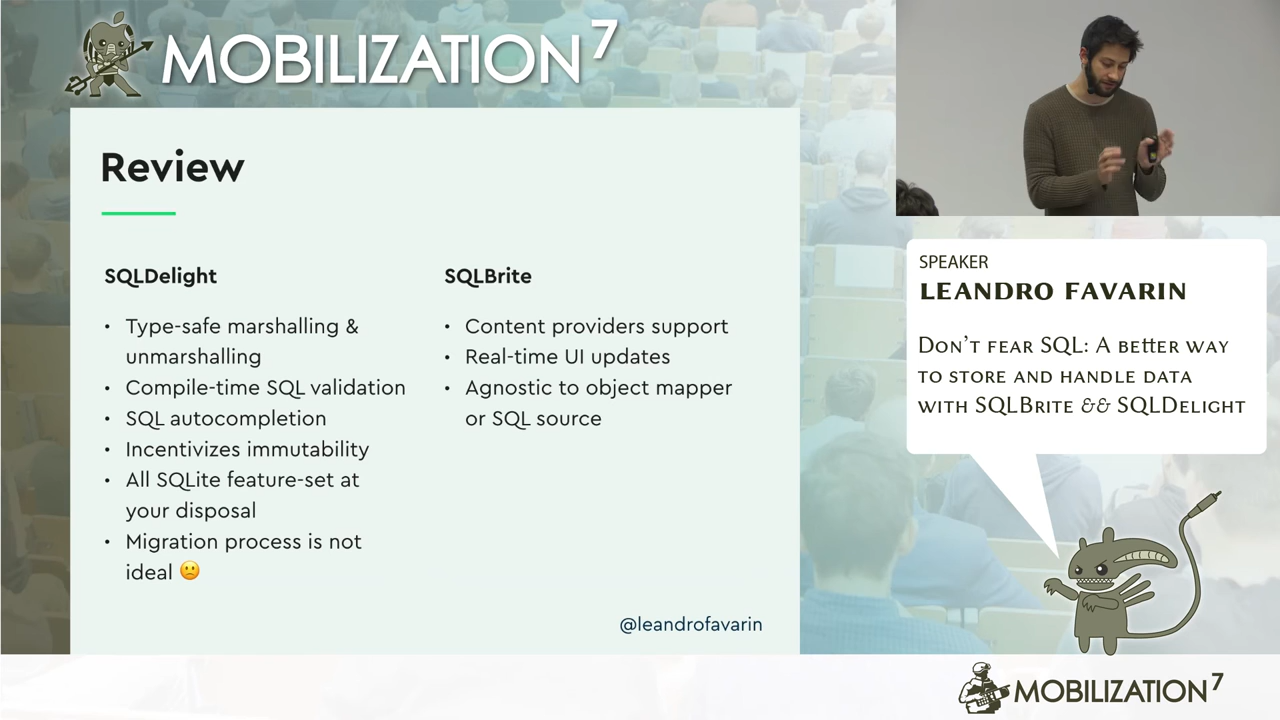 MOBILIZATION 7
Review
SQLDelight
• Type-safe marshalling &
unmarshalling
• Compile-time SQL validation
• SQL autocompletion
• Incentivizes immutability
• All SQLite feature-set at
your disposal
• Migration process is not
ideal 🙁
SQLBrite
• Content providers support
• Real-time UI updates
• Agnostic to object mapper
or SQL source
@leandrofavarin
SPEAKER
LEANDRO FAVARIN
DON'T FEAR SQL: A BETTER WAY
TO STORE AND HANDLE DATA
WITH SQLBRITE && SQLDELIGHT
MOBILIZATION 7